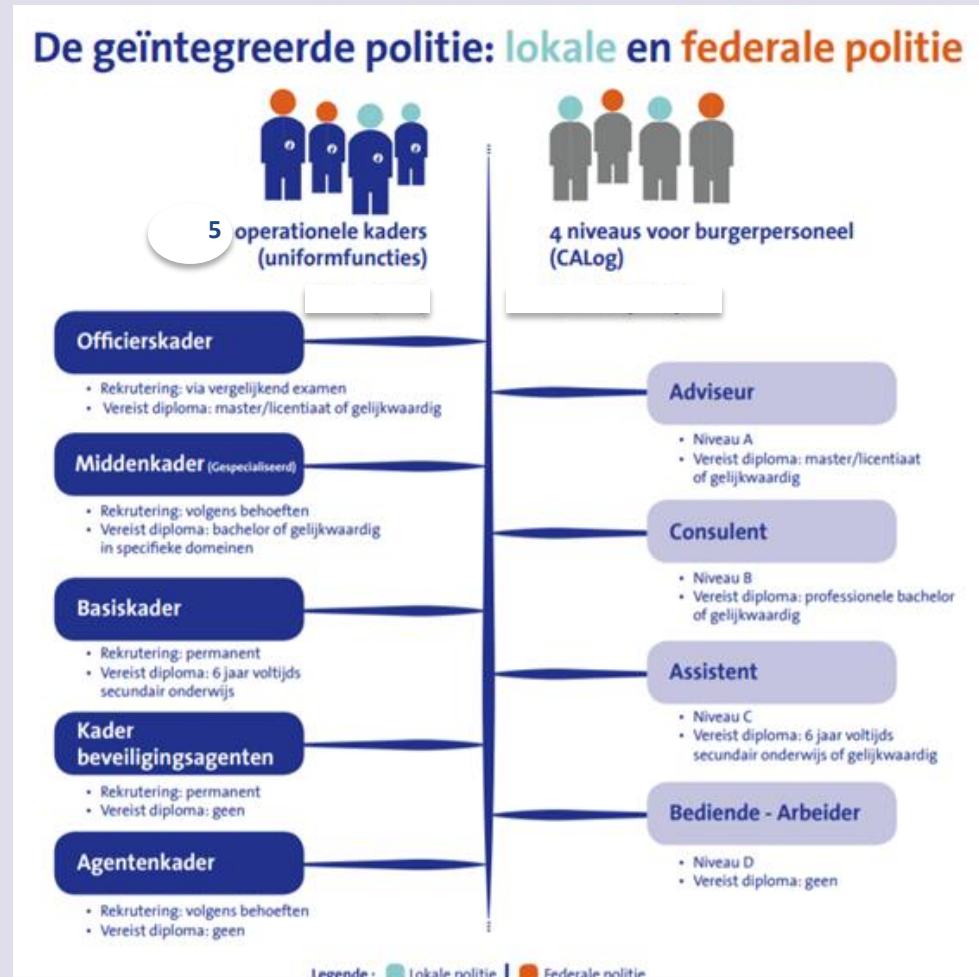 De geïntegreerde politie: lokale en federale politie
5 operationele kaders
(uniformfuncties)
Officierskader
• Rekrutering: via vergelijkend examen
• Vereist diploma: master/licentiaat of gelijkwaardig
Middenkader (Gespecialiseerd)
• Rekrutering: volgens behoeften
• Vereist diploma: bachelor of gelijkwaardig
in specifieke domeinen
Basiskader
• Rekrutering: permanent
• Vereist diploma: 6 jaar voltijds
secundair onderwijs
Kader
beveiligingsagenten
• Rekrutering: permanent
• Vereist diploma: geen
Agentenkader
• Rekrutering: volgens behoeften
• Vereist diploma: geen
4 niveaus voor burgerpersoneel
(CALog)
Adviseur
• Niveau A
• Vereist diploma: master/licentiaat
of gelijkwaardig
Consulent
• Niveau B
• Vereist diploma: professionele bachelor
of gelijkwaardig
Assistent
• Niveau C
• Vereist diploma: 6 jaar voltijds
secundair onderwijs of gelijkwaardig
Bediende - Arbeider
• Niveau D
• Vereist diploma: geen
Legende : Lokale politie | Federale politie